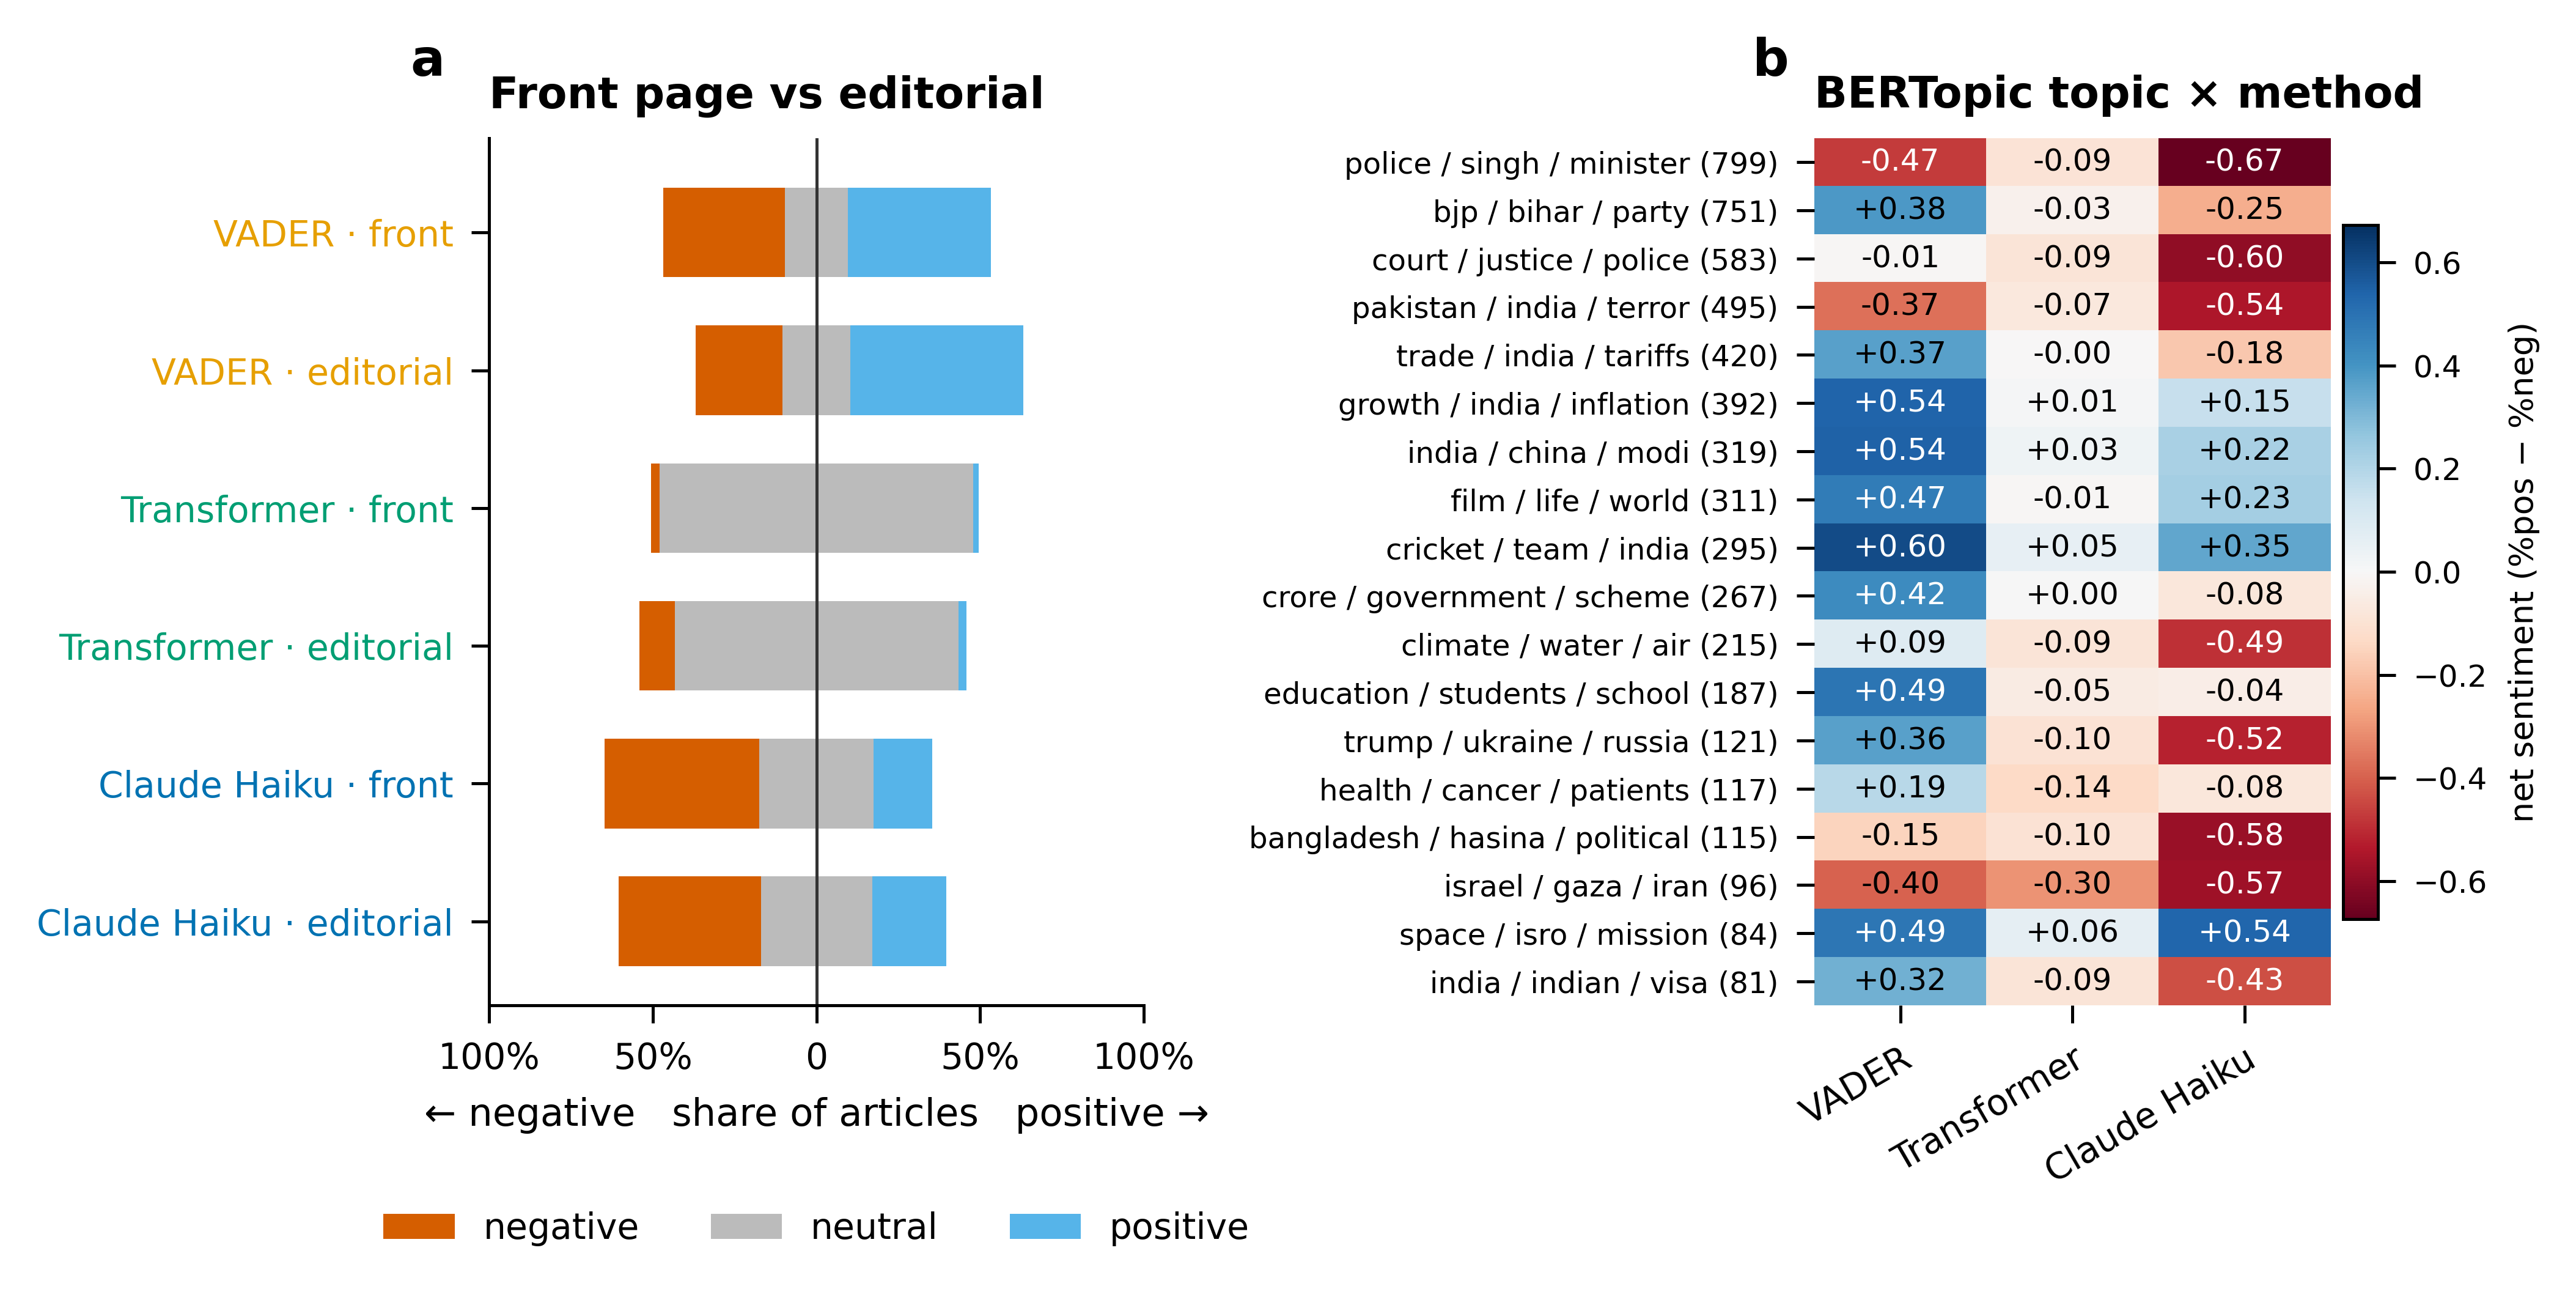 a
Front page vs editorial
VADER · front
VADER · editorial
Transformer · front
Transformer · editorial
Claude Haiku · front
Claude Haiku · editorial
100% 50% 0 50% 100%
← negative share of articles positive →
negative neutral positive
b
BERTopic topic × method
police / singh / minister (799) -0.47 -0.09 -0.67
bjp / bihar / party (751) +0.38 -0.03 -0.25
court / justice / police (583) -0.01 -0.09 -0.60
pakistan / india / terror (495) -0.37 -0.07 -0.54
trade / india / tariffs (420) +0.37 -0.00 -0.18
growth / india / inflation (392) +0.54 +0.01 +0.15
india / china / modi (319) +0.54 +0.03 +0.22
film / life / world (311) +0.47 -0.01 +0.23
cricket / team / india (295) +0.60 +0.05 +0.35
crore / government / scheme (267) +0.42 +0.00 -0.08
climate / water / air (215) +0.09 -0.09 -0.49
education / students / school (187) +0.49 -0.05 -0.04
trump / ukraine / russia (121) +0.36 -0.10 -0.52
health / cancer / patients (117) +0.19 -0.14 -0.08
bangladesh / hasina / political (115) -0.15 -0.10 -0.58
israel / gaza / iran (96) -0.40 -0.30 -0.57
space / isro / mission (84) +0.49 +0.06 +0.54
india / indian / visa (81) +0.32 -0.09 -0.43
VADER Transformer Claude Haiku
0.6
0.4
0.2
0.0
−0.2
−0.4
−0.6
net sentiment (%pos − %neg)